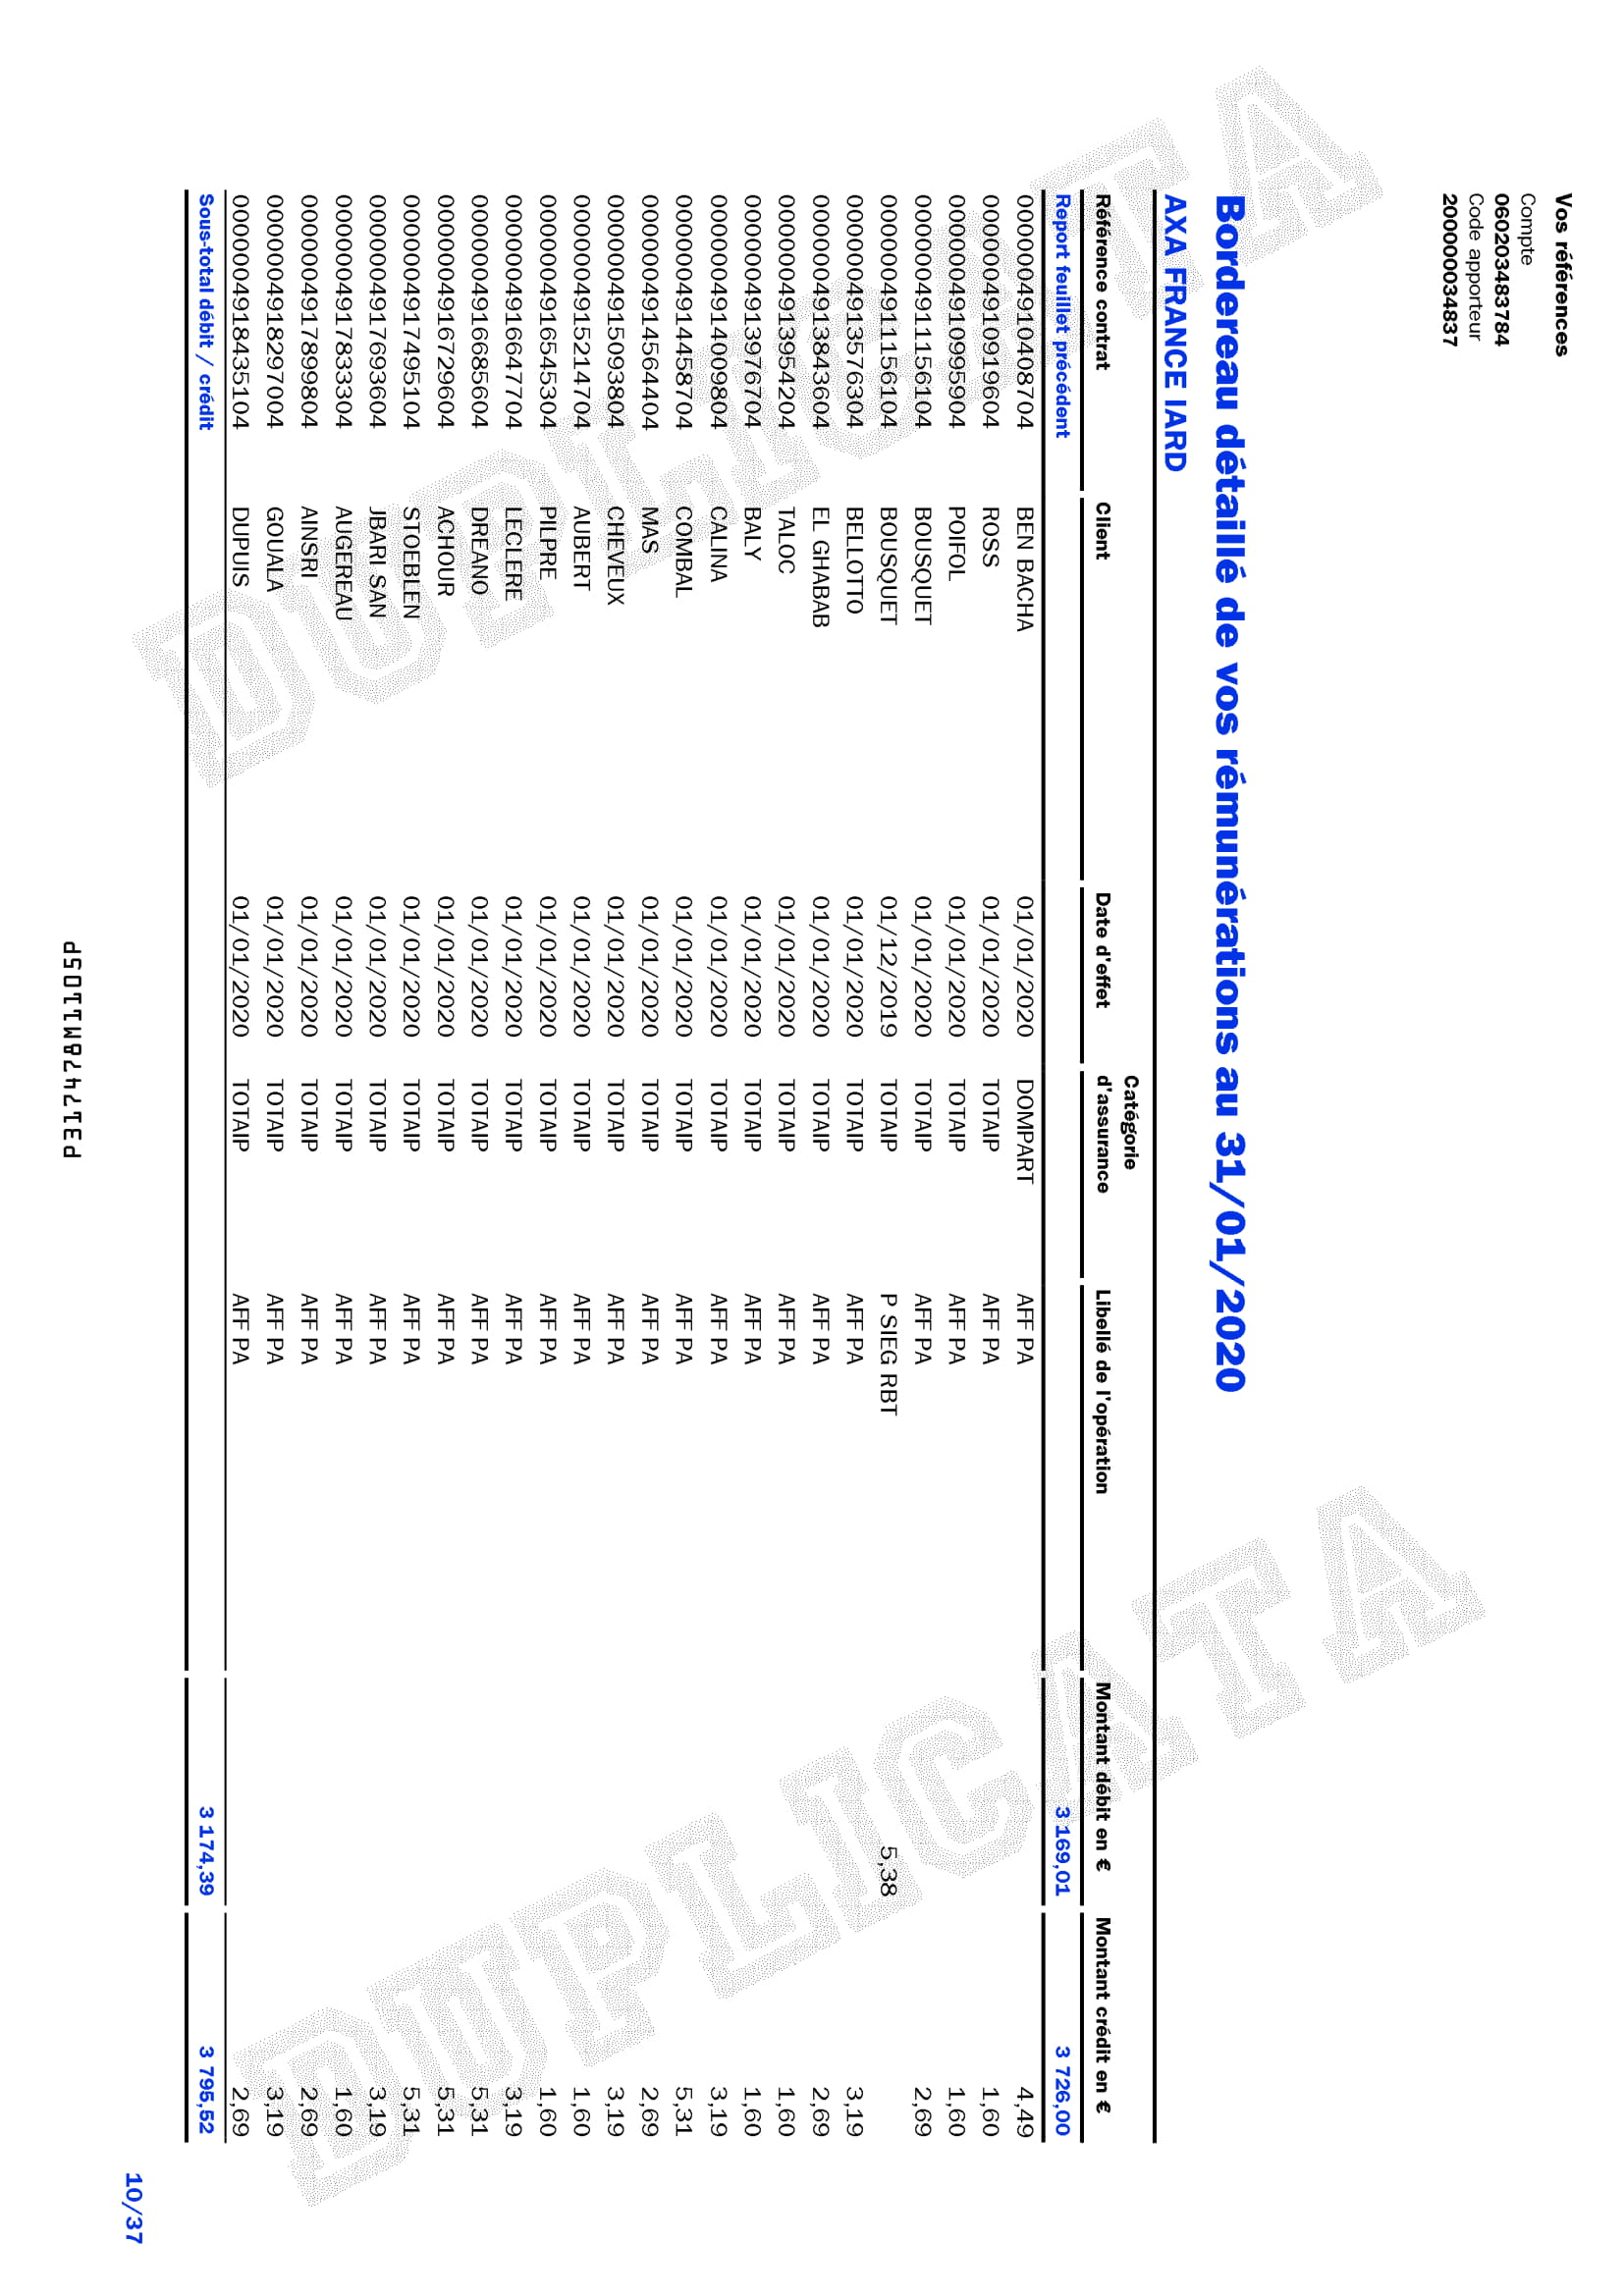 Vos références
Compte
060203483784
Code apporteur
2000034837
Bordereau détaillé de vos rémunérations au 31/01/2020
AXA FRANCE IARD
Référence contrat Client Date d'effet Catégorie d'assurance Libellé de l'opération Montant débit en € Montant crédit en €
Report feuillet précédent 3 169,01 3 726,00
0000004910408704 BEN BACHA 01/01/2020 DOMPART AFF PA 4,49
0000004910919604 ROSS 01/01/2020 TOTAIP AFF PA 1,60
0000004910995904 POIFOL 01/01/2020 TOTAIP AFF PA 1,60
0000004911156104 BOUSQUET 01/01/2020 TOTAIP AFF PA 2,69
0000004911156104 BOUSQUET 01/12/2019 TOTAIP P SIEG RBT 5,38
0000004913576304 BELLOTTO 01/01/2020 TOTAIP AFF PA 3,19
0000004913843604 EL GHABAB 01/01/2020 TOTAIP AFF PA 2,69
0000004913954204 TALOC 01/01/2020 TOTAIP AFF PA 1,60
0000004913976704 BALY 01/01/2020 TOTAIP AFF PA 1,60
0000004914009804 CALINA 01/01/2020 TOTAIP AFF PA 3,19
0000004914458704 COMBAL 01/01/2020 TOTAIP AFF PA 5,31
0000004914564404 MAS 01/01/2020 TOTAIP AFF PA 2,69
0000004915093804 CHEVEUX 01/01/2020 TOTAIP AFF PA 3,19
0000004915214704 AUBERT 01/01/2020 TOTAIP AFF PA 1,60
0000004916545304 PILPRE 01/01/2020 TOTAIP AFF PA 1,60
0000004916647704 LECLERE 01/01/2020 TOTAIP AFF PA 3,19
0000004916685604 DREANO 01/01/2020 TOTAIP AFF PA 5,31
0000004916729604 ACHOUR 01/01/2020 TOTAIP AFF PA 5,31
0000004917495104 STOEBLEN 01/01/2020 TOTAIP AFF PA 5,31
0000004917693604 JBARI SAN 01/01/2020 TOTAIP AFF PA 3,19
0000004917833304 AUGEREAU 01/01/2020 TOTAIP AFF PA 1,60
0000004917899804 AINSRI 01/01/2020 TOTAIP AFF PA 2,69
0000004918297004 GOUALA 01/01/2020 TOTAIP AFF PA 3,19
0000004918435104 DUPUIS 01/01/2020 TOTAIP AFF PA 2,69
Sous-total débit / crédit 3 174,39 3 795,52
10/37
PSO11M87471EP
DUPLICATA
DUPLICATA